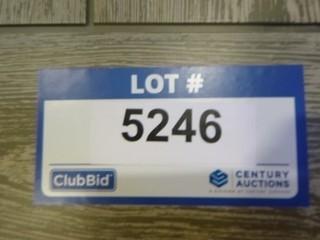 LOT #
5246
ClubBid
CENTURY
AUCTIONS